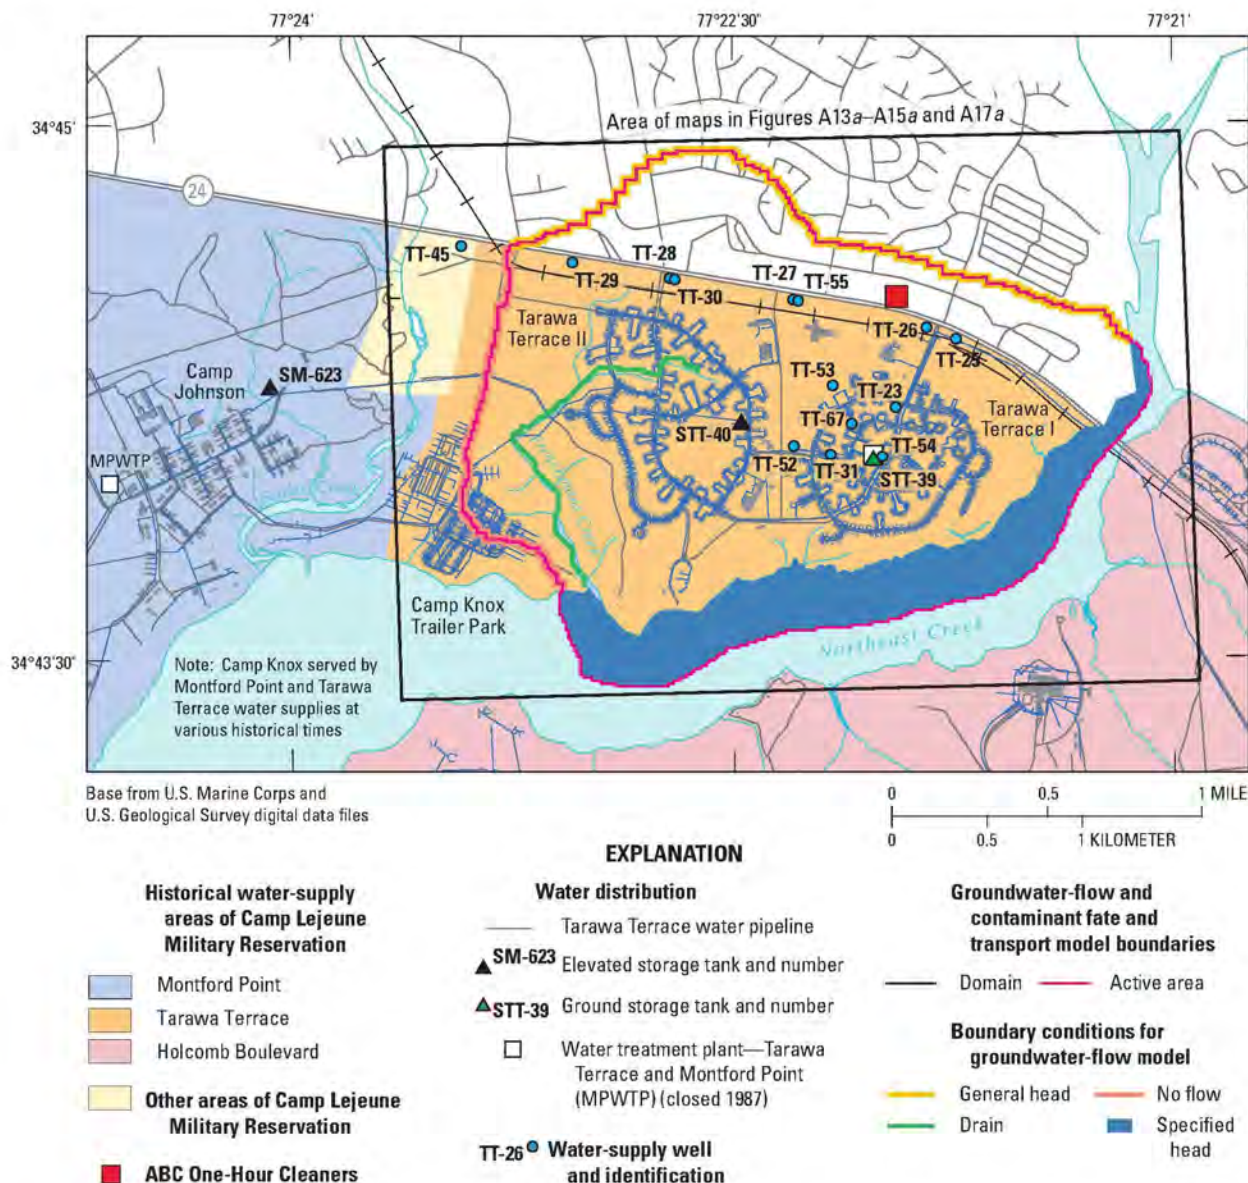 77°24′
77°22′30″
77°21′
34°45′
Area of maps in Figures A13a–A15a and A17a
24
TT-45
TT-28
TT-29
TT-30
TT-27
TT-55
TT-26
TT-25
Tarawa
Terrace II
TT-53
TT-23
Camp
Johnson
SM-623
TT-67
Tarawa
Terrace I
STT-40
TT-54
TT-52
TT-31
STT-39
MPWTP
Camp Knox
Trailer Park
Northeast Creek
34°43′30″
Note: Camp Knox served by
Montford Point and Tarawa
Terrace water supplies at
various historical times
Base from U.S. Marine Corps and
U.S. Geological Survey digital data files
0 0.5 1 MILE
0 0.5 1 KILOMETER
EXPLANATION
Historical water-supply
areas of Camp Lejeune
Military Reservation
Montford Point
Tarawa Terrace
Holcomb Boulevard
Other areas of Camp Lejeune
Military Reservation
ABC One-Hour Cleaners
Water distribution
Tarawa Terrace water pipeline
SM-623 Elevated storage tank and number
STT-39 Ground storage tank and number
Water treatment plant—Tarawa
Terrace and Montford Point
(MPWTP) (closed 1987)
TT-26 Water-supply well
and identification
Groundwater-flow and
contaminant fate and
transport model boundaries
Domain Active area
Boundary conditions for
groundwater-flow model
General head No flow
Drain Specified
head